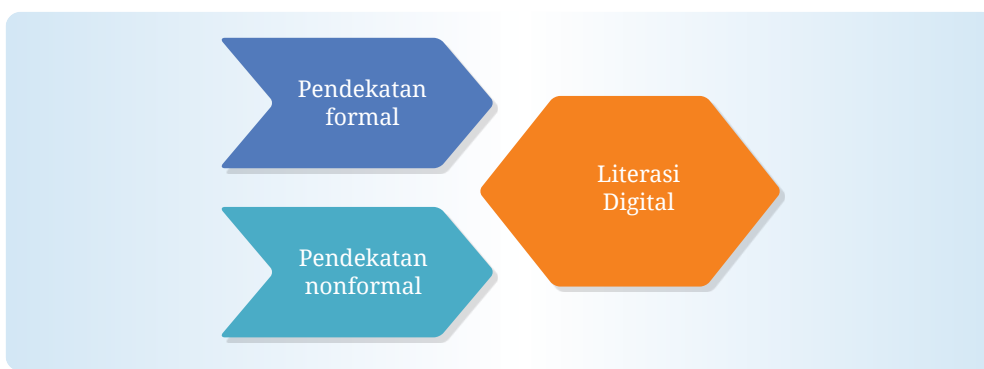 Pendekatan
formal
Literasi
Digital
Pendekatan
nonformal